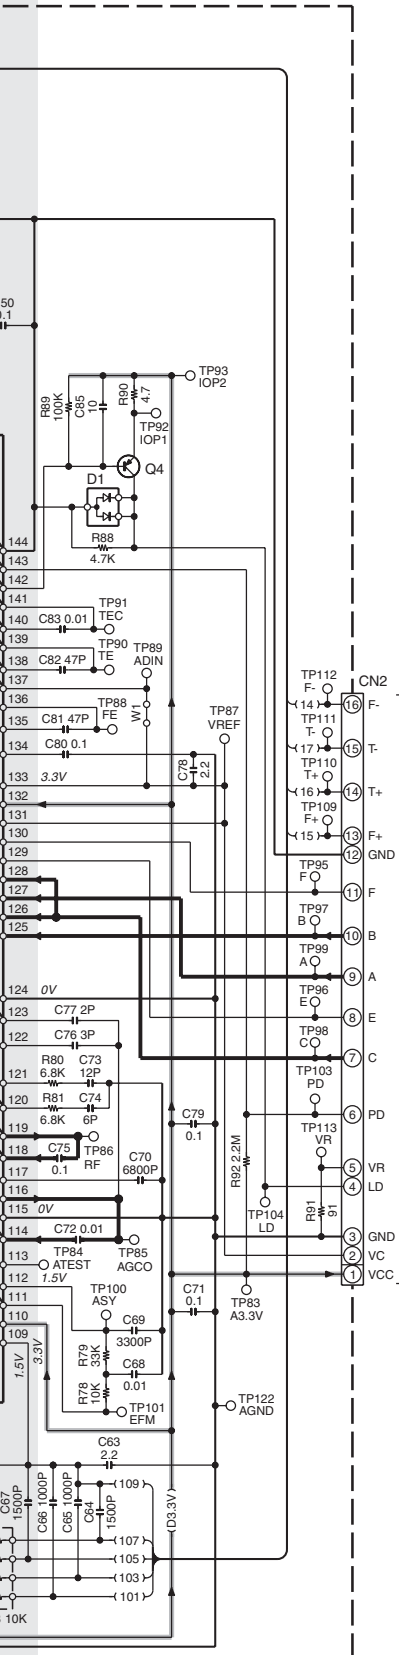 50
0.1
TP93
IOP2
R89
100K
C85
10
R90
4.7
TP92
IOP1
Q4
D1
R88
4.7K
144
143
142
141
TP91
TEC
140
C83 0.01
139
TP90
TE
TP89
ADIN
138
C82 47P
137
136
TP88
FE
W1
TP87
VREF
135
C81 47P
134
C80 0.1
C78
2.2
133
3.3V
132
131
130
129
128
127
126
125
TP112
F-
CN2
14
16
F-
TP111
T-
17
15
T-
TP110
T+
16
14
T+
TP109
F+
15
13
F+
12
GND
TP95
F
11
F
TP97
B
10
B
TP99
A
9
A
TP96
E
8
E
TP98
C
7
C
TP103
PD
6
PD
TP113
VR
5
VR
4
LD
R91
91
3
GND
2
VC
1
VCC
124
0V
123
C77 2P
122
C76 3P
121
R80
6.8K
C73
12P
120
R81
6.8K
C74
6P
119
TP86
RF
118
C75
0.1
C70
6800P
C79
0.1
R92 2.2M
TP104
LD
117
116
115
0V
114
C72 0.01
TP85
AGCO
113
TP84
ATEST
112
1.5V
111
110
109
TP100
ASY
C69
3300P
C71
0.1
TP83
A3.3V
1.5V
3.3V
R79
33K
C68
0.01
R78
10K
TP101
EFM
TP122
AGND
C63
2.2
C67
1500P
C66 1000P
C65 1000P
C64
1500P
109
D3.3V
107
105
103
101
10K